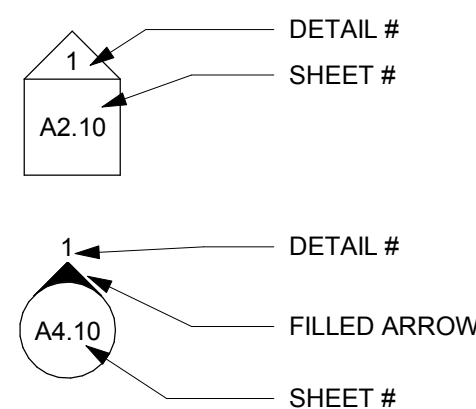 DETAIL #
1
SHEET #
A2.10
1
DETAIL #
A4.10
FILLED ARROW
SHEET #